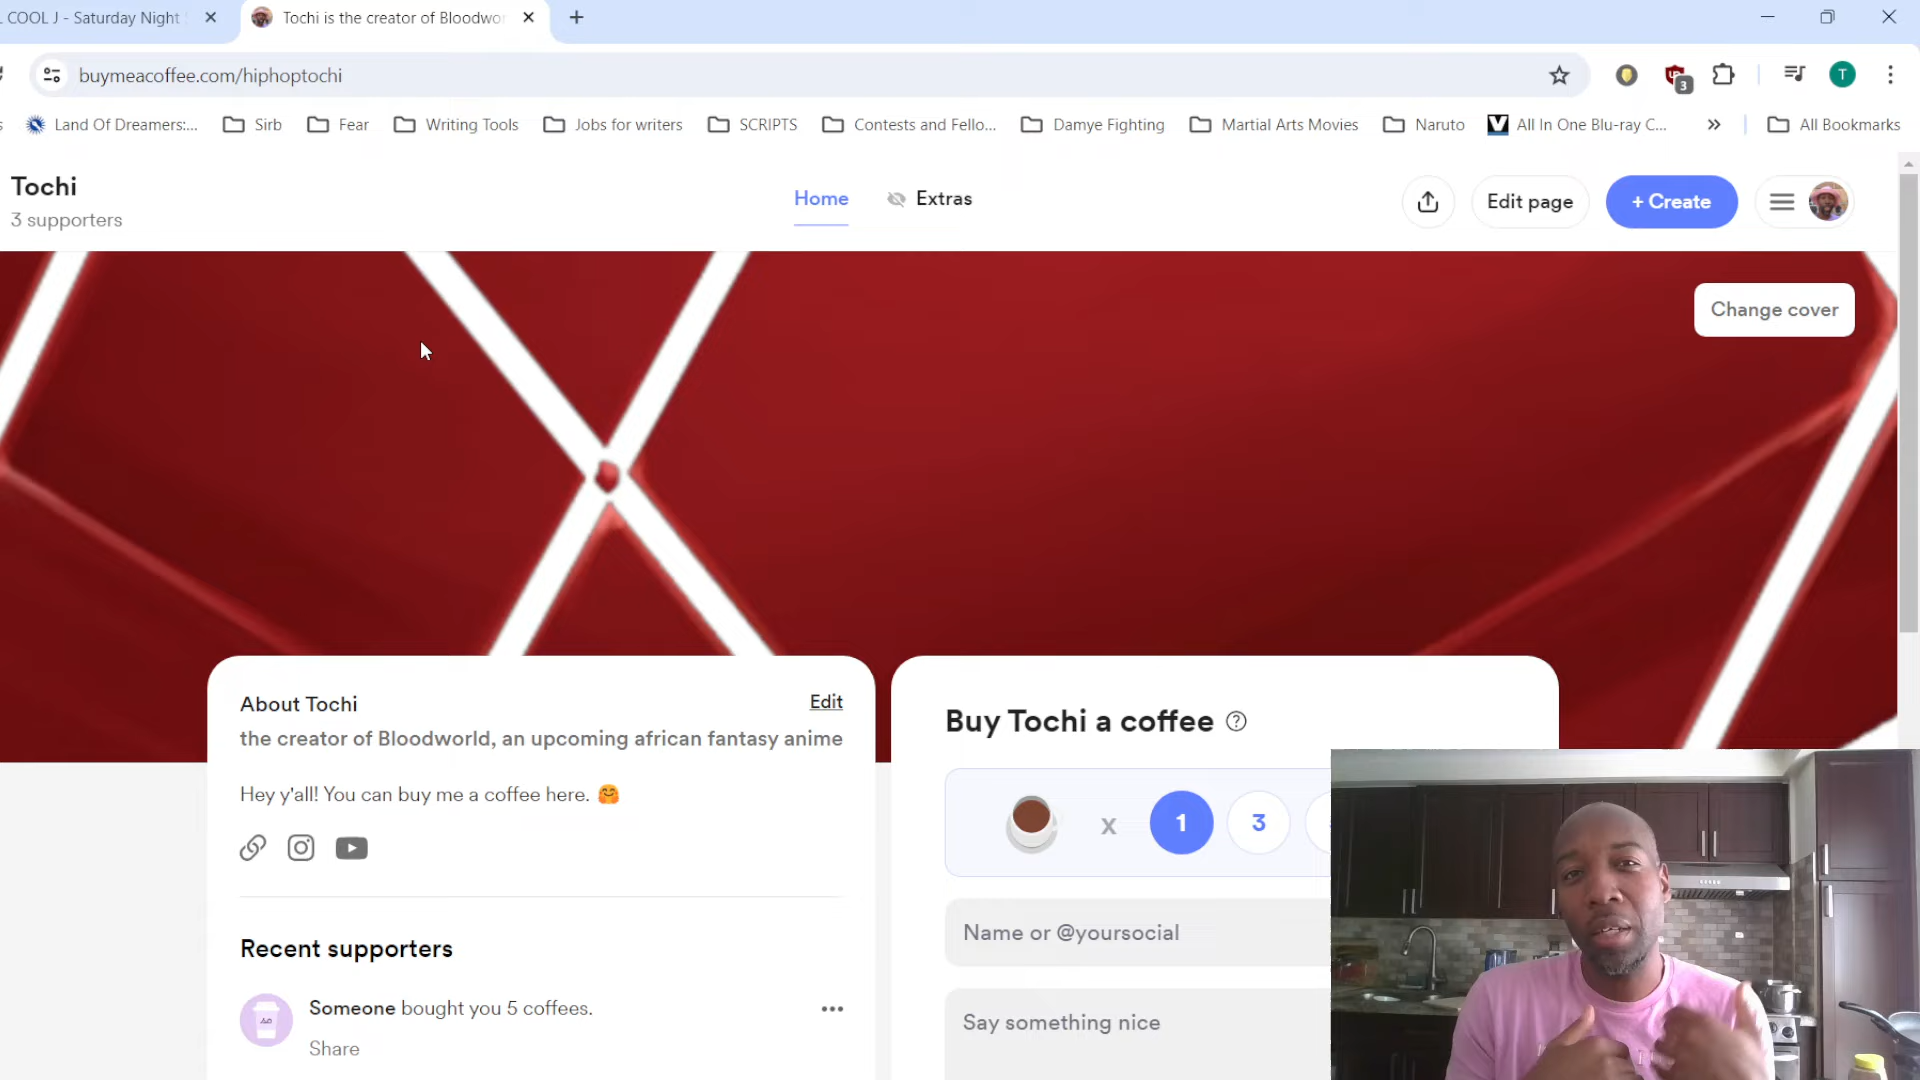 COOL J - Saturday Night
Tochi is the creator of Bloodwor
buymeacoffee.com/hiphoptochi
3
T
Land Of Dreamers:...
Sirb
Fear
Writing Tools
Jobs for writers
SCRIPTS
Contests and Fello...
Damye Fighting
Martial Arts Movies
Naruto
V
All In One Blu-ray C...
»
All Bookmarks
Tochi
3 supporters
Home
Extras
Edit page
+ Create
Change cover
About Tochi
Edit
the creator of Bloodworld, an upcoming african fantasy anime
Hey y'all! You can buy me a coffee here. 🤗
Recent supporters
Someone bought you 5 coffees.
Share
Buy Tochi a coffee ?
x
1
3
Name or @yoursocial
Say something nice